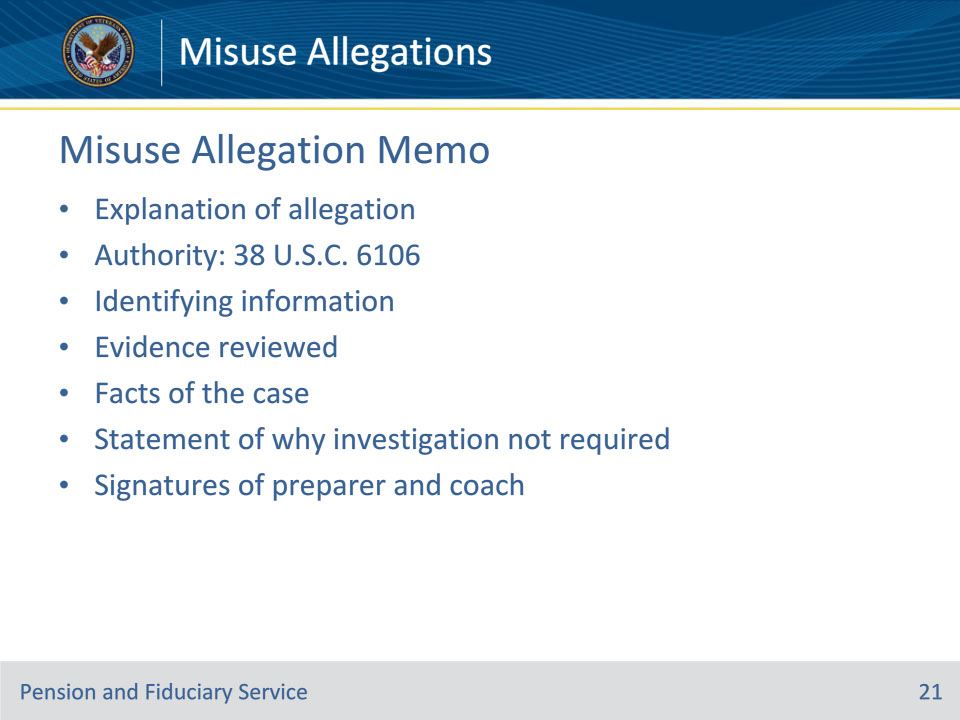 Misuse Allegations
Misuse Allegation Memo
• Explanation of allegation
• Authority: 38 U.S.C. 6106
• Identifying information
• Evidence reviewed
• Facts of the case
• Statement of why investigation not required
• Signatures of preparer and coach
Pension and Fiduciary Service
21